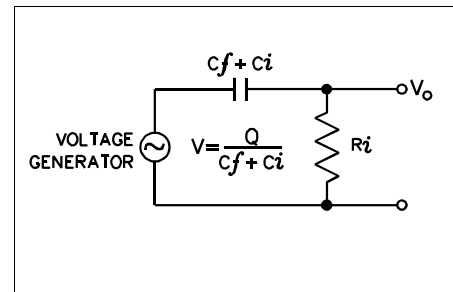 Cf + Ci
Vo
VOLTAGE
GENERATOR
V = Q
Cf + Ci
Ri